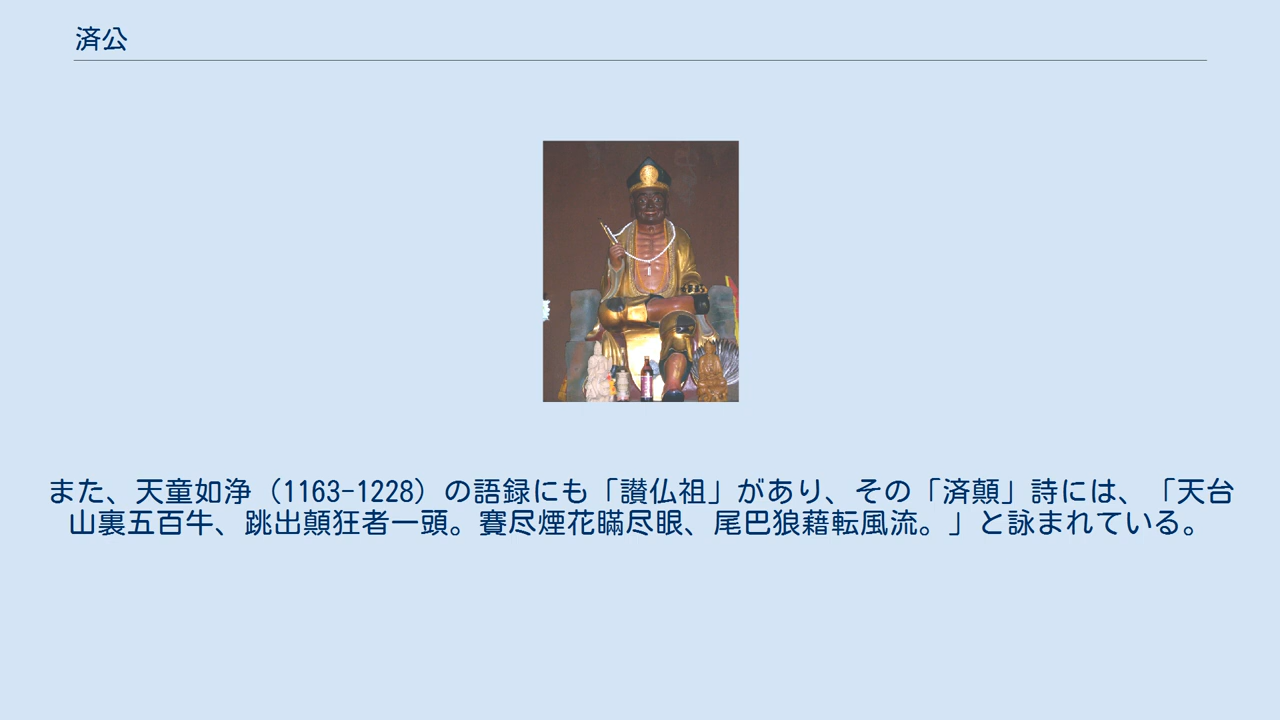 済公
また、天童如浄（1163-1228）の語録にも「讃仏祖」があり、その「済顛」詩には、「天台
山裏五百牛、跳出顛狂者一頭。賽尽煙花瞞尽眼、尾巴狼藉転風流。」と詠まれている。